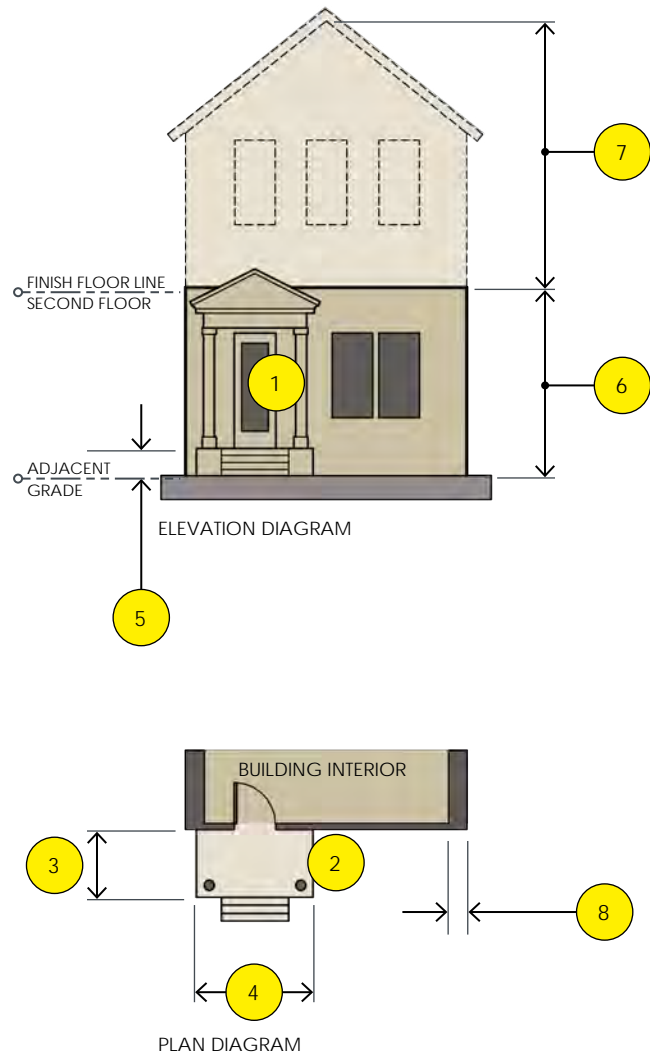 7
FINISH FLOOR LINE
SECOND FLOOR
1
6
ADJACENT
GRADE
ELEVATION DIAGRAM
5
BUILDING INTERIOR
3
2
8
4
PLAN DIAGRAM